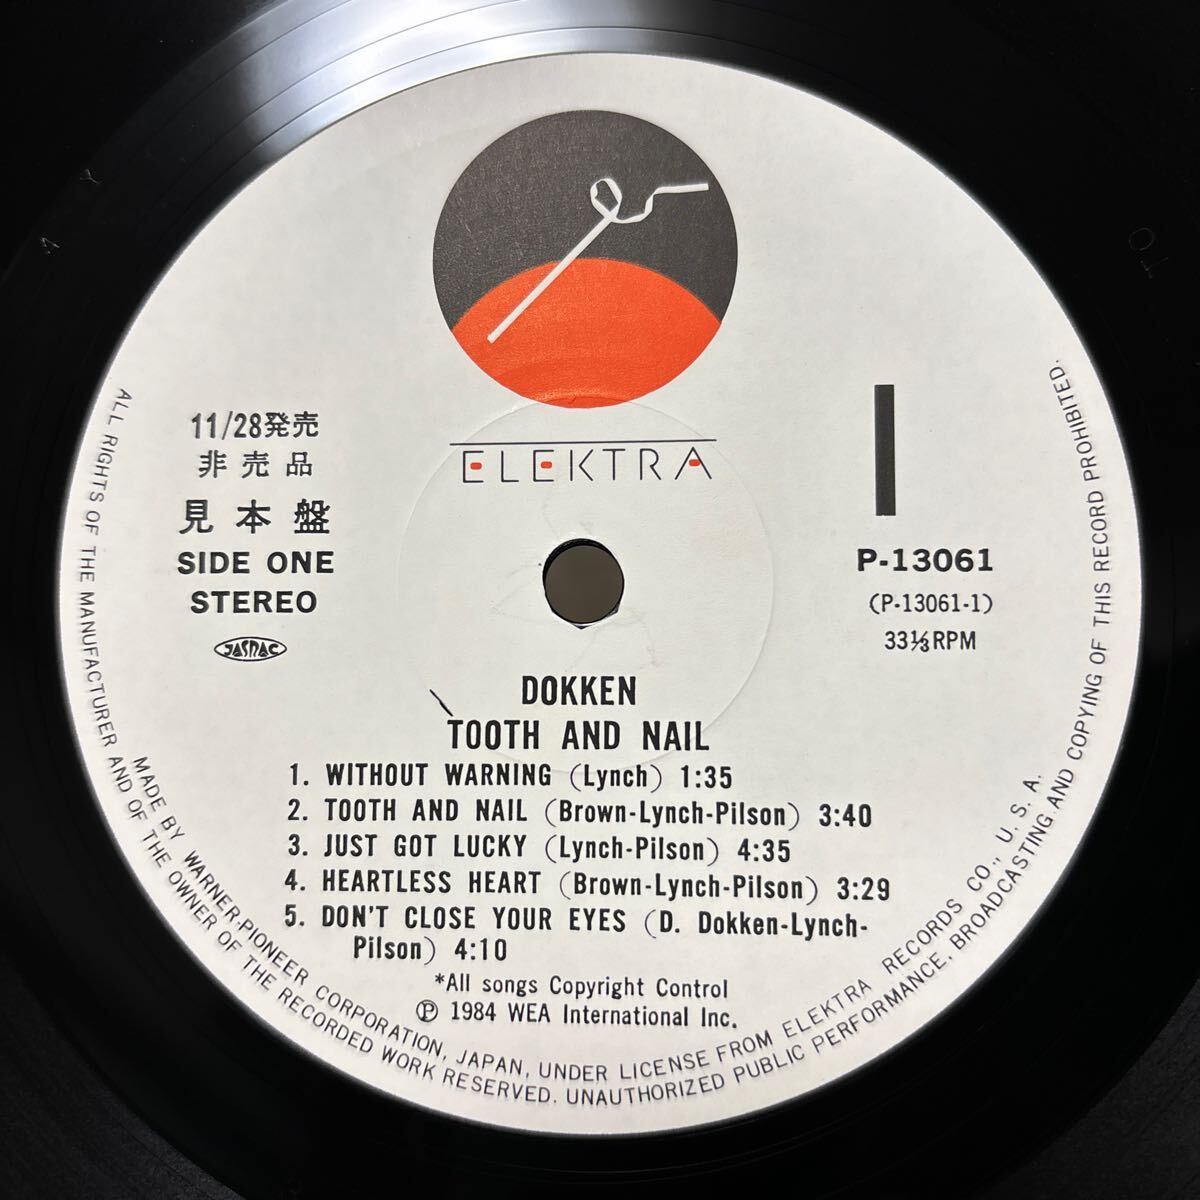 ELEKTRA
11/28発売
非売品
見本盤
SIDE ONE
STEREO
JASRAC
1
P-13061
(P-13061-1)
33⅓RPM
DOKKEN
TOOTH AND NAIL
1. WITHOUT WARNING (Lynch) 1:35
2. TOOTH AND NAIL (Brown-Lynch-Pilson) 3:40
3. JUST GOT LUCKY (Lynch-Pilson) 4:35
4. HEARTLESS HEART (Brown-Lynch-Pilson) 3:29
5. DON'T CLOSE YOUR EYES (D. Dokken-Lynch-
Pilson) 4:10
*All songs Copyright Control
Ⓟ 1984 WEA International Inc.
MADE BY WARNER-PIONEER CORPORATION, JAPAN, UNDER LICENSE FROM ELEKTRA RECORDS CO., U. S. A.
ALL RIGHTS OF THE MANUFACTURER AND OF THE OWNER OF THE RECORDED WORK RESERVED. UNAUTHORIZED PUBLIC PERFORMANCE, BROADCASTING AND COPYING OF THIS RECORD PROHIBITED.